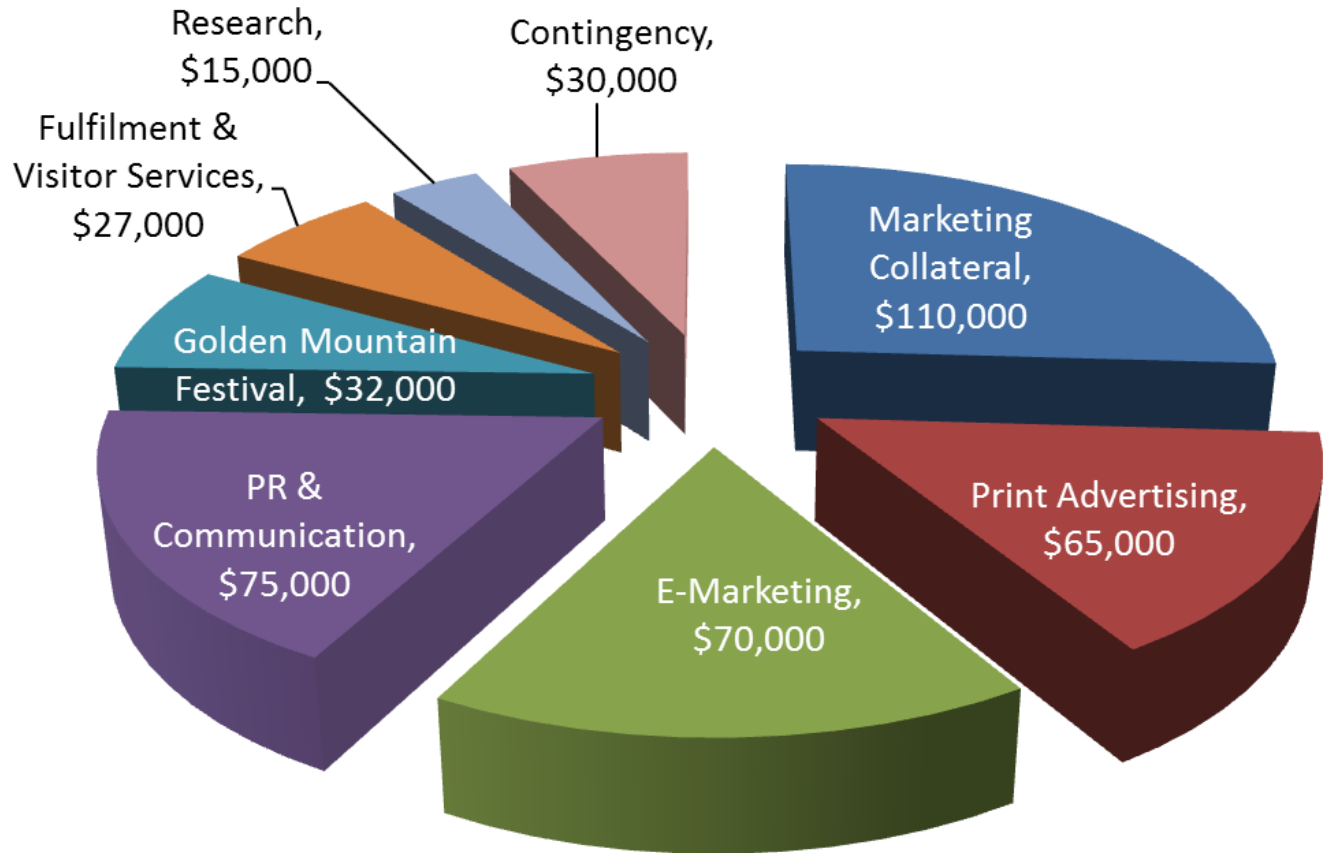 Research,
$15,000
Contingency,
$30,000
Fulfilment &
Visitor Services,
$27,000
Marketing
Collateral,
$110,000
Golden Mountain
Festival,  $32,000
PR &
Communication,
$75,000
Print Advertising,
$65,000
E-Marketing,
$70,000